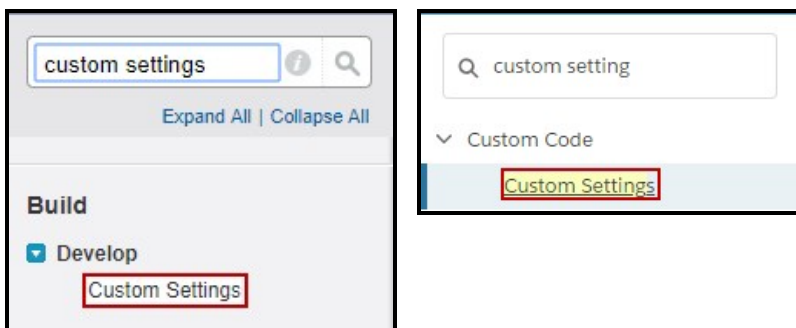 custom settings
Expand All | Collapse All
Build
Develop
Custom Settings
custom setting
Custom Code
Custom Settings